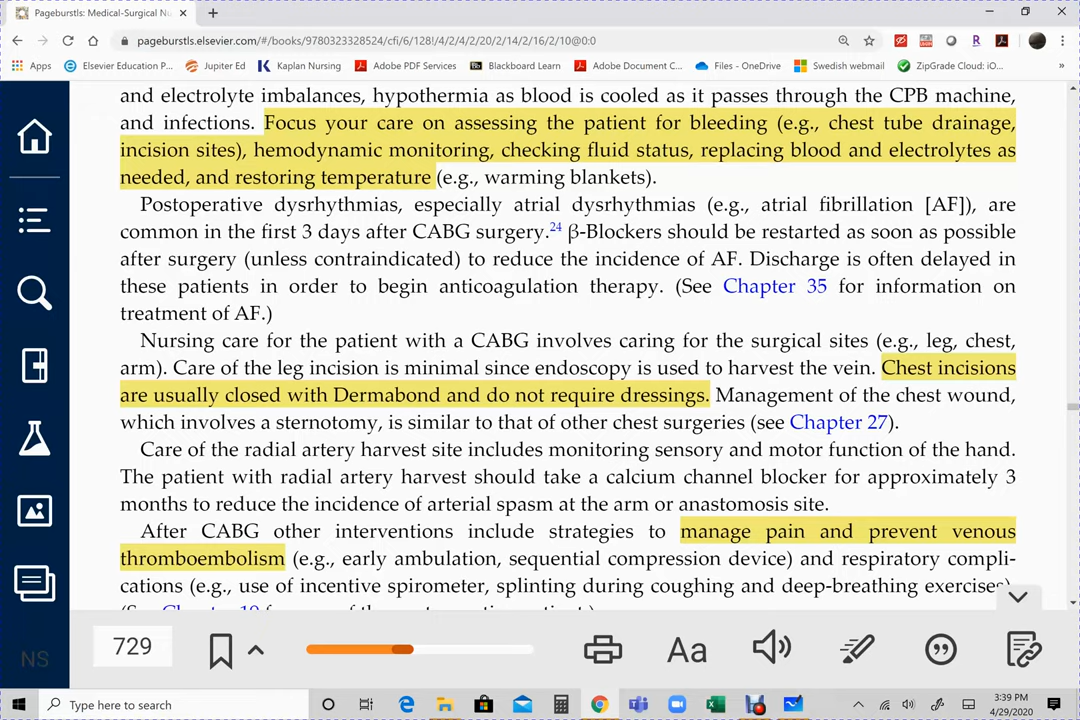 Pageburstls: Medical-Surgical Nu
pageburstls.elsevier.com/#/books/9780323328524/cfi/6/128!/4/2/4/2/20/2/14/2/16/2/10@0:0
Apps
Elsevier Education P...
Jupiter Ed
Kaplan Nursing
Adobe PDF Services
Blackboard Learn
Adobe Document C...
Files - OneDrive
Swedish webmail
ZipGrade Cloud: iO...
and electrolyte imbalances, hypothermia as blood is cooled as it passes through the CPB machine,
and infections. Focus your care on assessing the patient for bleeding (e.g., chest tube drainage,
incision sites), hemodynamic monitoring, checking fluid status, replacing blood and electrolytes as
needed, and restoring temperature (e.g., warming blankets).
Postoperative dysrhythmias, especially atrial dysrhythmias (e.g., atrial fibrillation [AF]), are
common in the first 3 days after CABG surgery.24 β-Blockers should be restarted as soon as possible
after surgery (unless contraindicated) to reduce the incidence of AF. Discharge is often delayed in
these patients in order to begin anticoagulation therapy. (See Chapter 35 for information on
treatment of AF.)
Nursing care for the patient with a CABG involves caring for the surgical sites (e.g., leg, chest,
arm). Care of the leg incision is minimal since endoscopy is used to harvest the vein. Chest incisions
are usually closed with Dermabond and do not require dressings. Management of the chest wound,
which involves a sternotomy, is similar to that of other chest surgeries (see Chapter 27).
Care of the radial artery harvest site includes monitoring sensory and motor function of the hand.
The patient with radial artery harvest should take a calcium channel blocker for approximately 3
months to reduce the incidence of arterial spasm at the arm or anastomosis site.
After CABG other interventions include strategies to manage pain and prevent venous
thromboembolism (e.g., early ambulation, sequential compression device) and respiratory compli-
cations (e.g., use of incentive spirometer, splinting during coughing and deep-breathing exercises).
NS
729
Aa
Type here to search
3:39 PM
4/29/2020